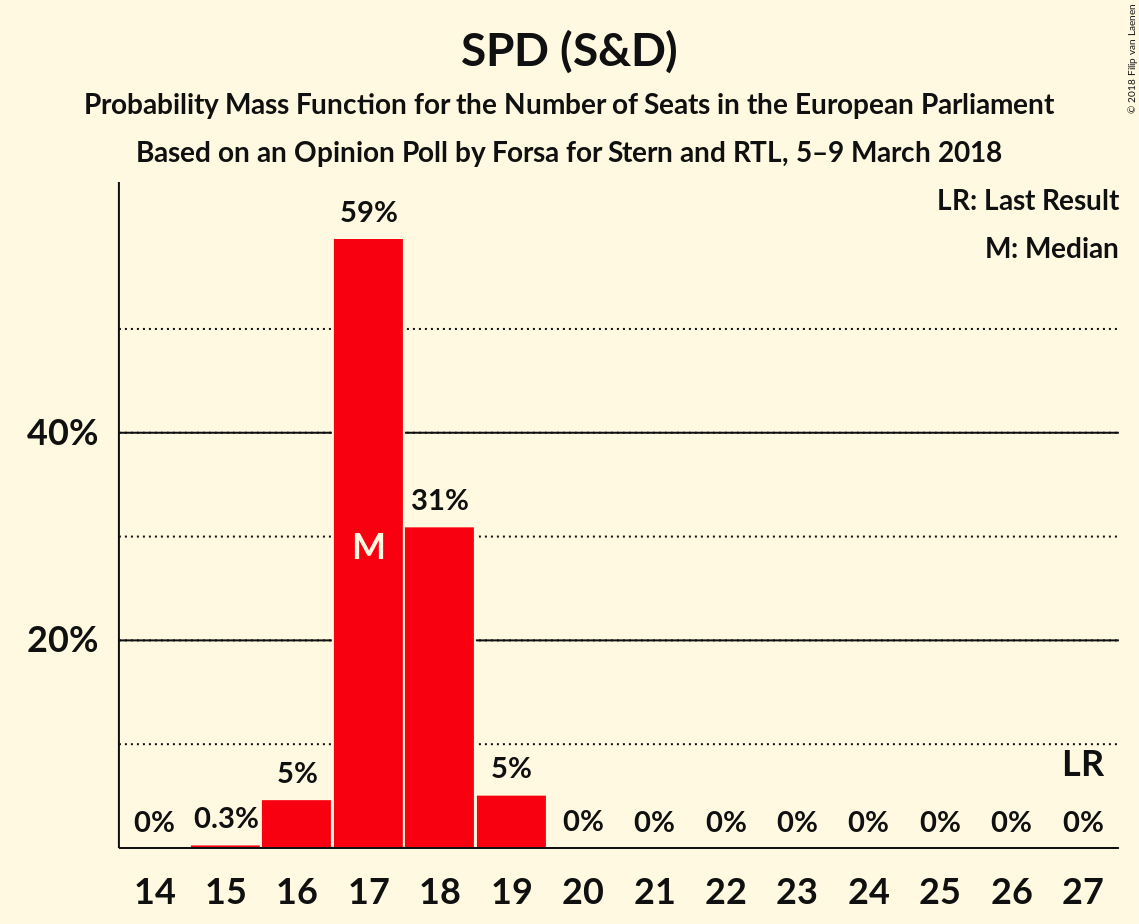 SPD (S&D)
Probability Mass Function for the Number of Seats in the European Parliament
Based on an Opinion Poll by Forsa for Stern and RTL, 5–9 March 2018
© 2018 Filip van Laenen
LR: Last Result
M: Median
59%
40%
31%
M
20%
LR
0% 0.3% 5% 5% 0% 0% 0% 0% 0% 0% 0% 0%
14 15 16 17 18 19 20 21 22 23 24 25 26 27